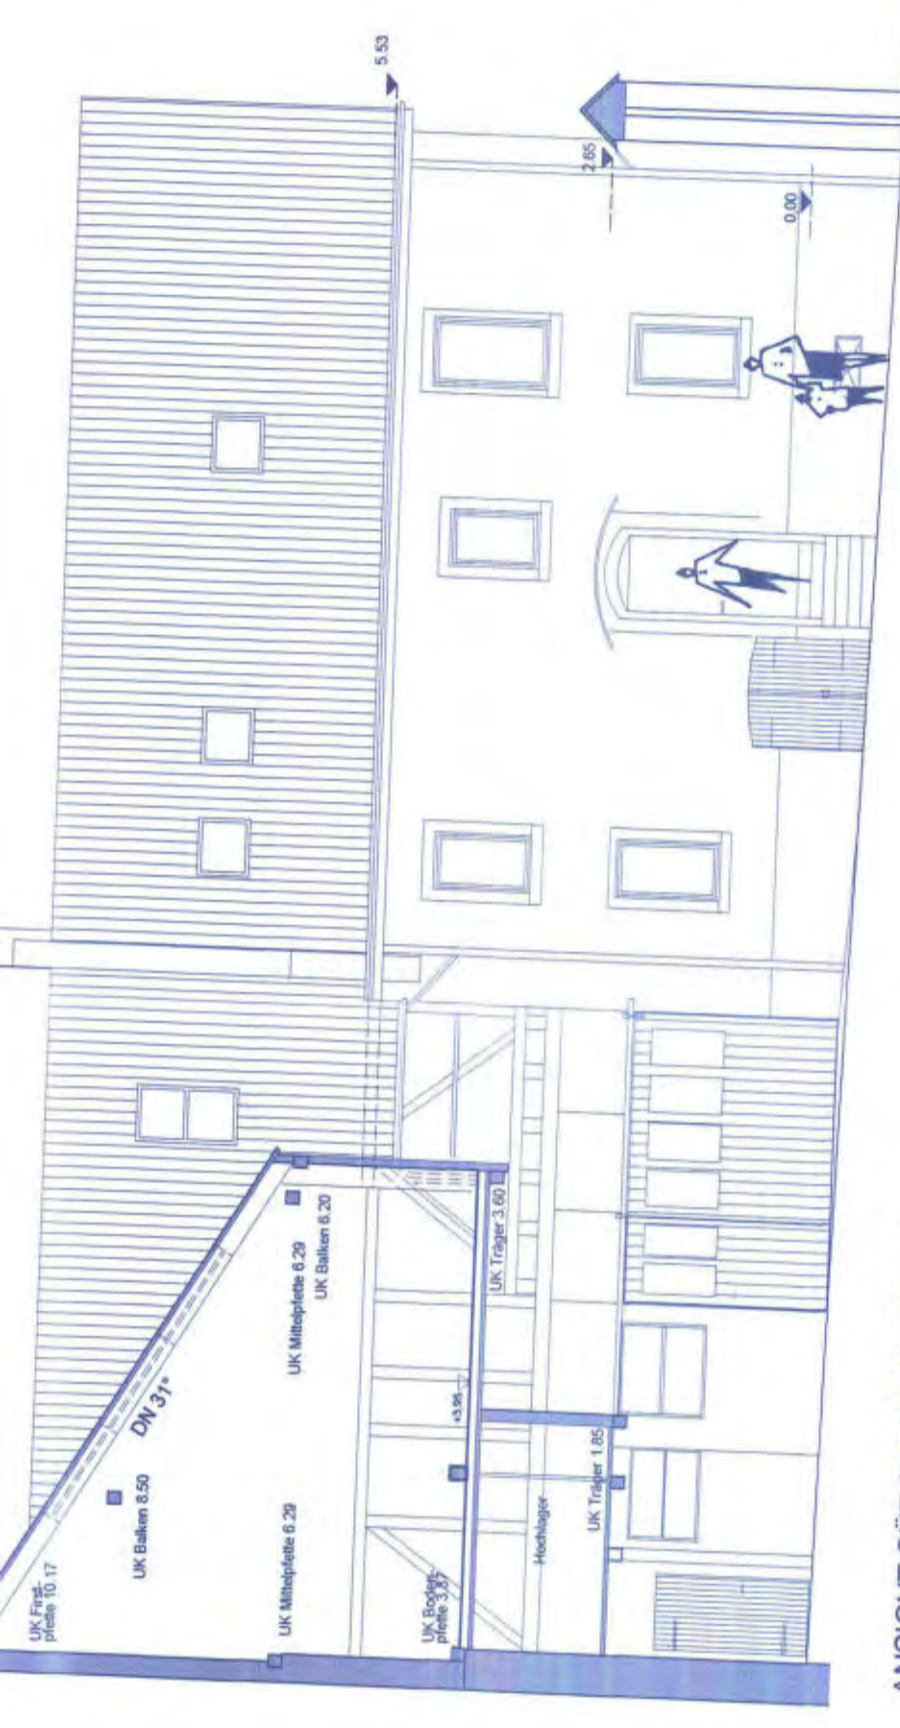 UK First-
pfette 10.17
UK Balken 8.50
DN 31°
UK Mittelpfette 6.29
UK Mittelpfette 6.29
UK Balken 6.20
5.53
UK Boden-
pfette 3.87
+3.95
UK Träger 3.60
Hochlager
UK Träger 1.85
2.65
0.00
ANSICHT